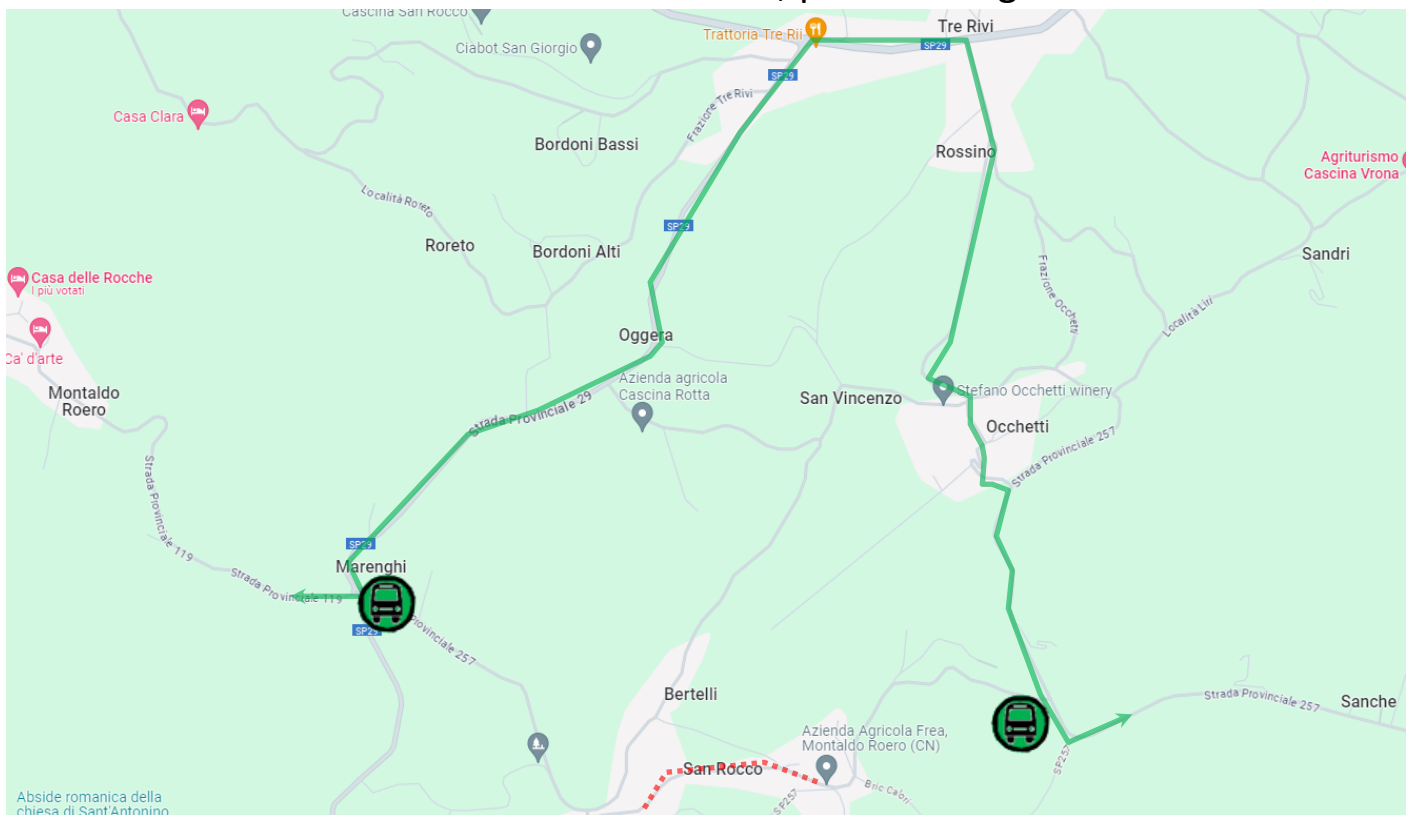 Cascina San Rocco
Tre Rivi
Trattoria Tre Rii
Ciabot San Giorgio
SP29
SP29
Frazione Tre Rivi
Casa Clara
Bordoni Bassi
Rossino
Agriturismo
Cascina Vrona
Località Roreto
SP29
Roreto
Bordoni Alti
Sandri
Casa delle Rocche
I più votati
Frazione Occhetti
Località Liri
Oggera
Ca' d'arte
Azienda agricola
Cascina Rotta
Montaldo
Roero
San Vincenzo
Stefano Occhetti winery
Strada Provinciale 29
Occhetti
Strada Provinciale 257
Strada Provinciale 119
SP29
Marenghi
Strada Provinciale 119
SP29
Provinciale 257
Bertelli
Strada Provinciale 257
Sanche
Azienda Agricola Frea,
Montaldo Roero (CN)
SP257
San Rocco
Bric Calori
SP257
Abside romanica della
chiesa di Sant'Antonino